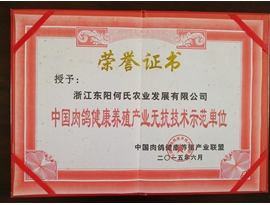 荣誉证书
授予：
浙江东阳何氏农业发展有限公司
中国肉鸽健康养殖产业无抗技术示范单位
中国肉鸽健康养殖产业联盟
二〇一五年六月